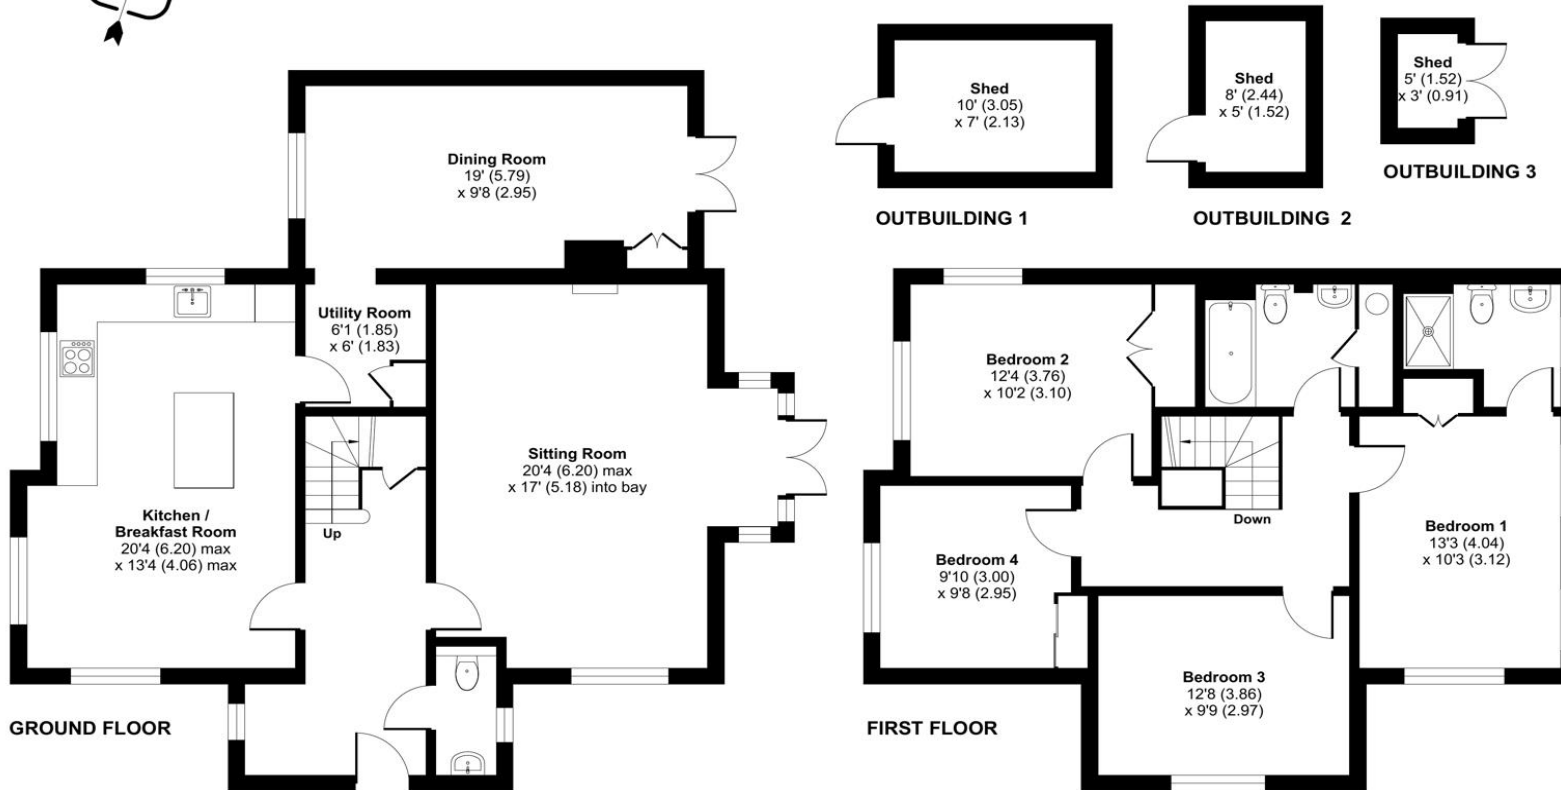 Dining Room
19' (5.79)
x 9'8 (2.95)
Utility Room
6'1 (1.85)
x 6' (1.83)
Sitting Room
20'4 (6.20) max
x 17' (5.18) into bay
Kitchen /
Breakfast Room
20'4 (6.20) max
x 13'4 (4.06) max
Up
GROUND FLOOR
Shed
10' (3.05)
x 7' (2.13)
OUTBUILDING 1
Shed
8' (2.44)
x 5' (1.52)
OUTBUILDING 2
Shed
5' (1.52)
x 3' (0.91)
OUTBUILDING 3
Bedroom 2
12'4 (3.76)
x 10'2 (3.10)
Down
Bedroom 1
13'3 (4.04)
x 10'3 (3.12)
Bedroom 4
9'10 (3.00)
x 9'8 (2.95)
Bedroom 3
12'8 (3.86)
x 9'9 (2.97)
FIRST FLOOR